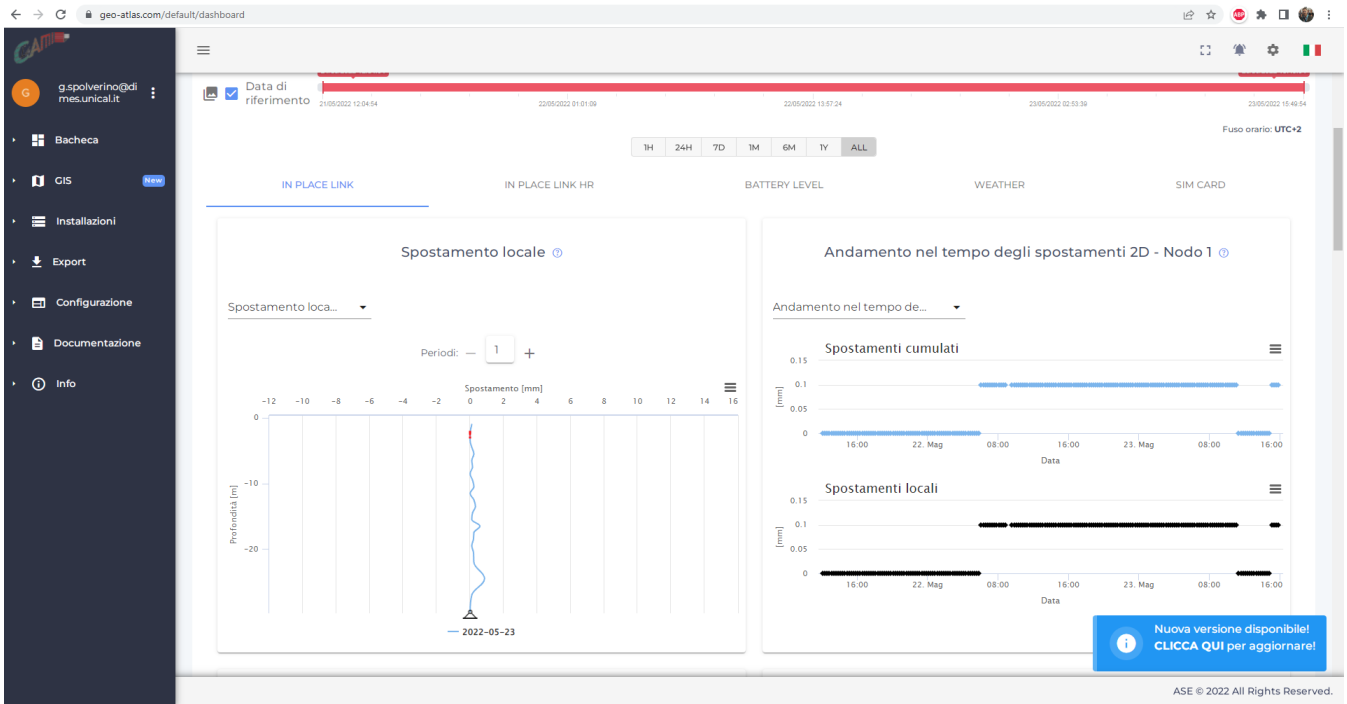 geo-atlas.com/default/dashboard
ABP
GAMING
G
g.spolverino@di
mes.unical.it
Bacheca
GIS
New
Installazioni
Export
Configurazione
Documentazione
Info
Data di
riferimento
21/05/2022 12:04:54
22/05/2022 01:01:09
22/05/2022 13:57:24
23/05/2022 02:53:39
23/05/2022 15:49:54
Fuso orario: UTC+2
1H 24H 7D 1M 6M 1Y ALL
IN PLACE LINK
IN PLACE LINK HR
BATTERY LEVEL
WEATHER
SIM CARD
Spostamento locale
Spostamento loca...
Periodi: — 1 +
Spostamento [mm]
-12 -10 -8 -6 -4 -2 0 2 4 6 8 10 12 14 16
0
-10
-20
Profondità [m]
2022-05-23
Andamento nel tempo degli spostamenti 2D - Nodo 1
Andamento nel tempo de...
Spostamenti cumulati
0.15
0.1
0.05
0
[mm]
16:00 22. Mag 08:00 16:00 23. Mag 08:00 16:00
Data
Spostamenti locali
0.15
0.1
0.05
0
[mm]
16:00 22. Mag 08:00 16:00 23. Mag 08:00 16:00
Data
Nuova versione disponibile!
CLICCA QUI per aggiornare!
ASE © 2022 All Rights Reserved.